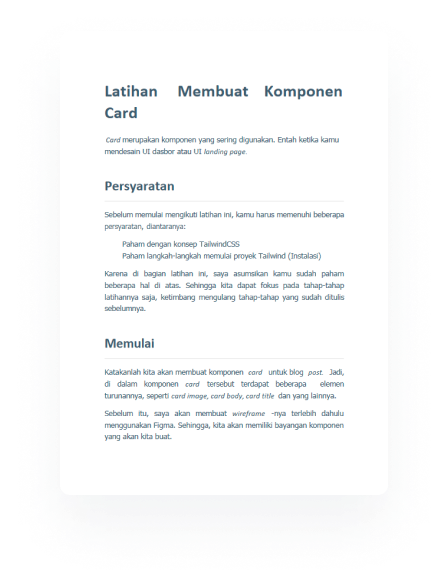 Latihan Membuat Komponen
Card
Card merupakan komponen yang sering digunakan. Entah ketika kamu
mendesain UI dasbor atau UI landing page.
Persyaratan
Sebelum memulai mengikuti latihan ini, kamu harus memenuhi beberapa
persyaratan, diantaranya:
Paham dengan konsep TailwindCSS
Paham langkah-langkah memulai proyek Tailwind (Instalasi)
Karena di bagian latihan ini, saya asumsikan kamu sudah paham
beberapa hal di atas. Sehingga kita dapat fokus pada tahap-tahap
latihannya saja, ketimbang mengulang tahap-tahap yang sudah ditulis
sebelumnya.
Memulai
Katakanlah kita akan membuat komponen card untuk blog post. Jadi,
di dalam komponen card tersebut terdapat beberapa elemen
turunannya, seperti card image, card body, card title dan yang lainnya.
Sebelum itu, saya akan membuat wireframe -nya terlebih dahulu
menggunakan Figma. Sehingga, kita akan memiliki bayangan komponen
yang akan kita buat.